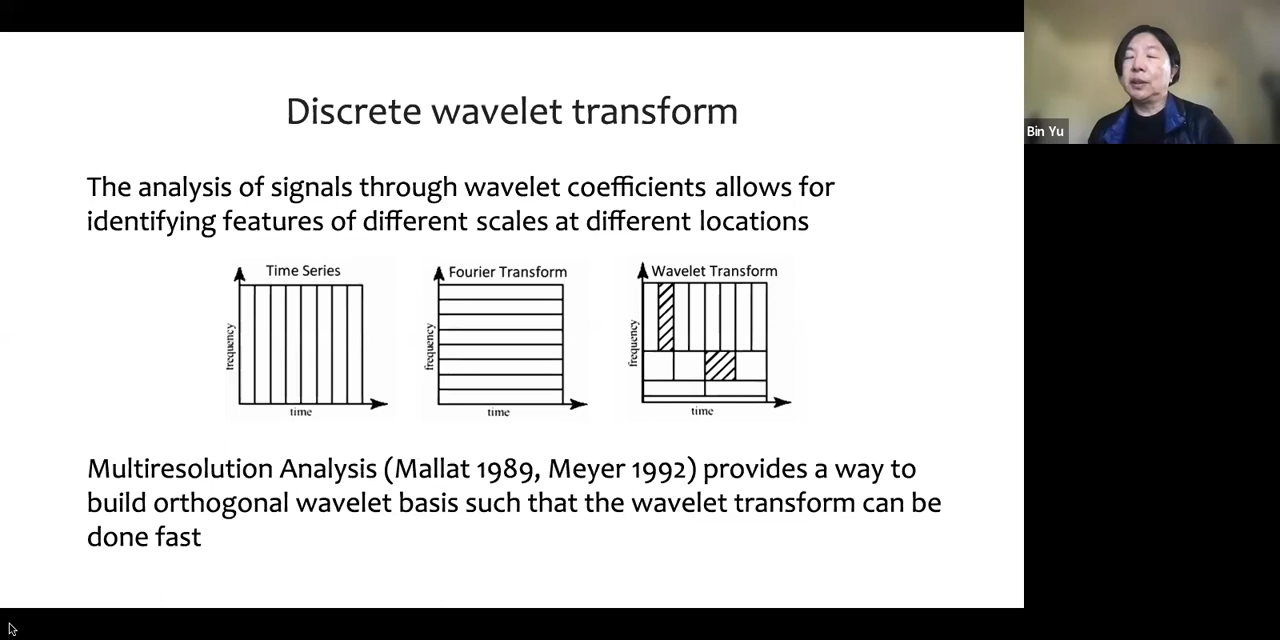 Discrete wavelet transform
Bin Yu
The analysis of signals through wavelet coefficients allows for
identifying features of different scales at different locations
Time Series
Fourier Transform
Wavelet Transform
frequency
frequency
frequency
time
time
time
Multiresolution Analysis (Mallat 1989, Meyer 1992) provides a way to
build orthogonal wavelet basis such that the wavelet transform can be
done fast